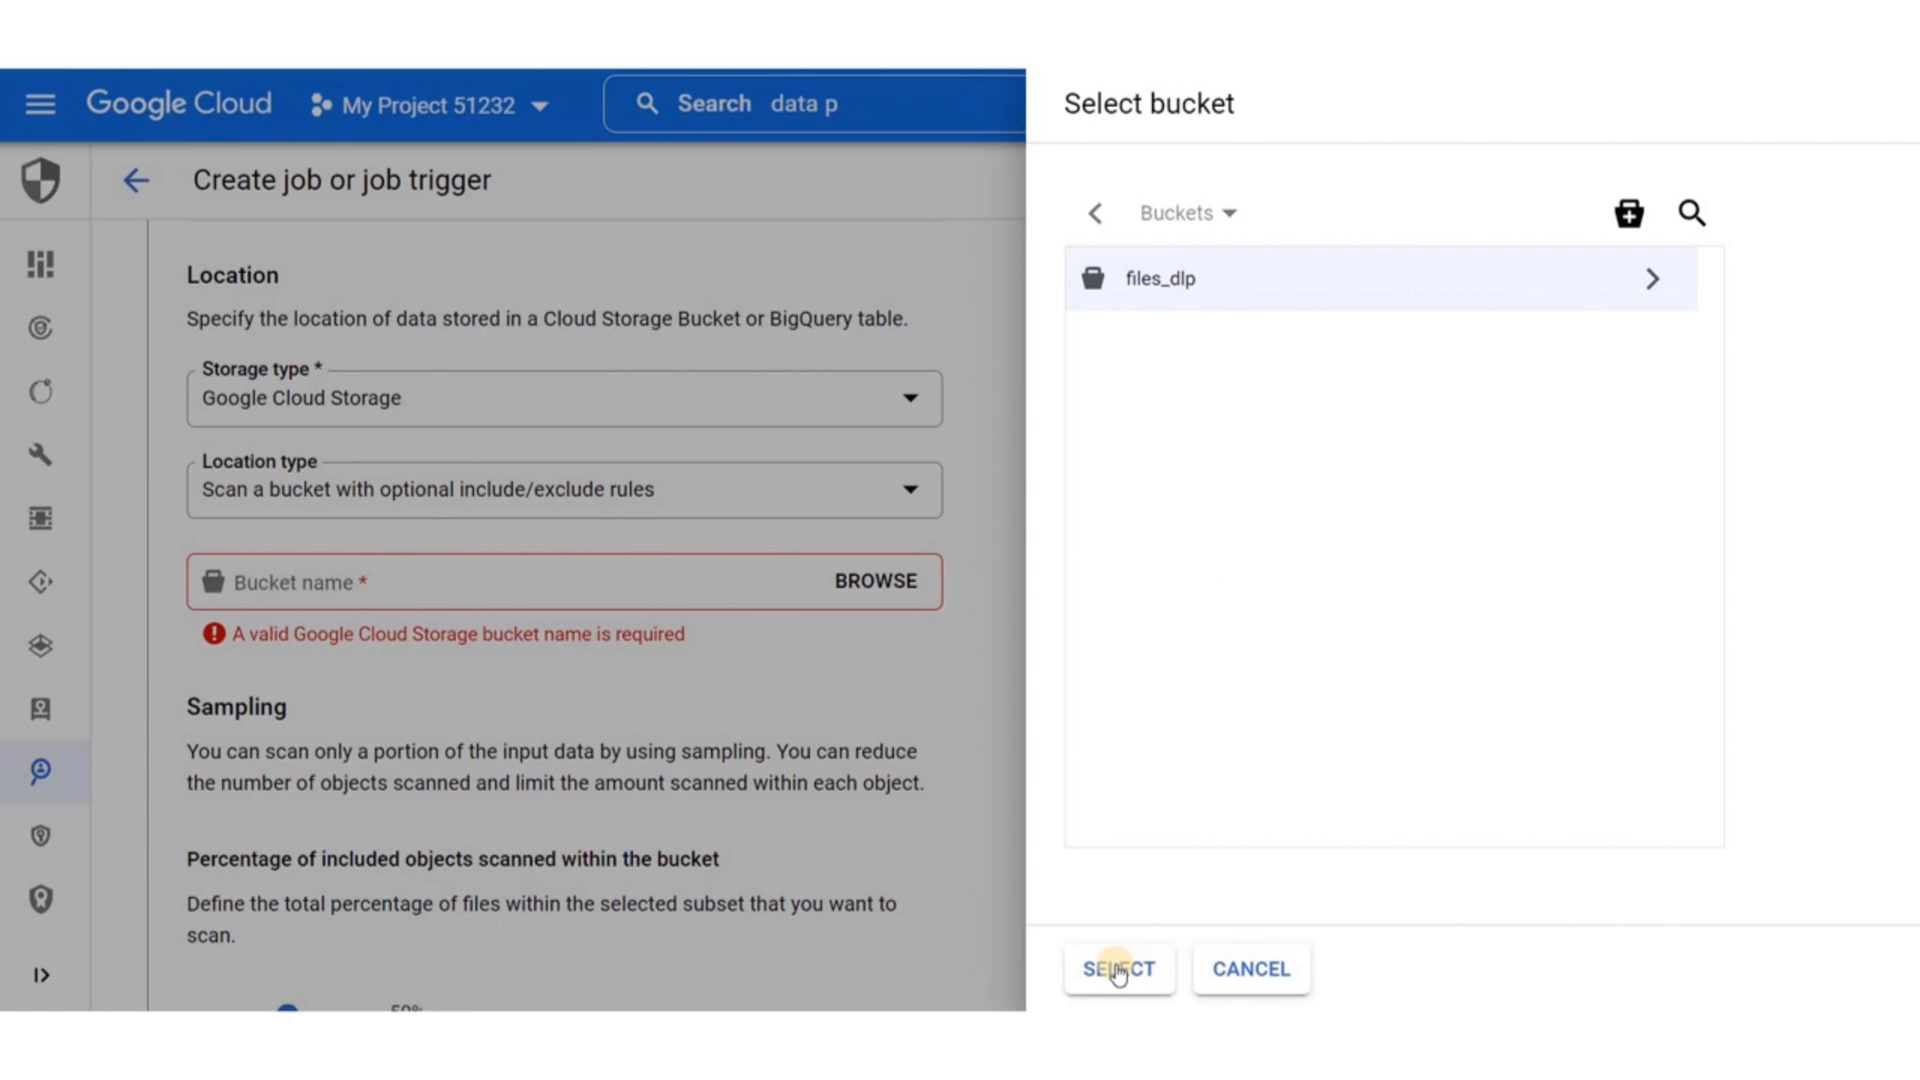 Google Cloud
My Project 51232
Search data p
Select bucket
Create job or job trigger
Buckets
files_dlp
Location
Specify the location of data stored in a Cloud Storage Bucket or BigQuery table.
Storage type *
Google Cloud Storage
Location type
Scan a bucket with optional include/exclude rules
Bucket name *
BROWSE
A valid Google Cloud Storage bucket name is required
Sampling
You can scan only a portion of the input data by using sampling. You can reduce
the number of objects scanned and limit the amount scanned within each object.
Percentage of included objects scanned within the bucket
Define the total percentage of files within the selected subset that you want to
scan.
SELECT
CANCEL